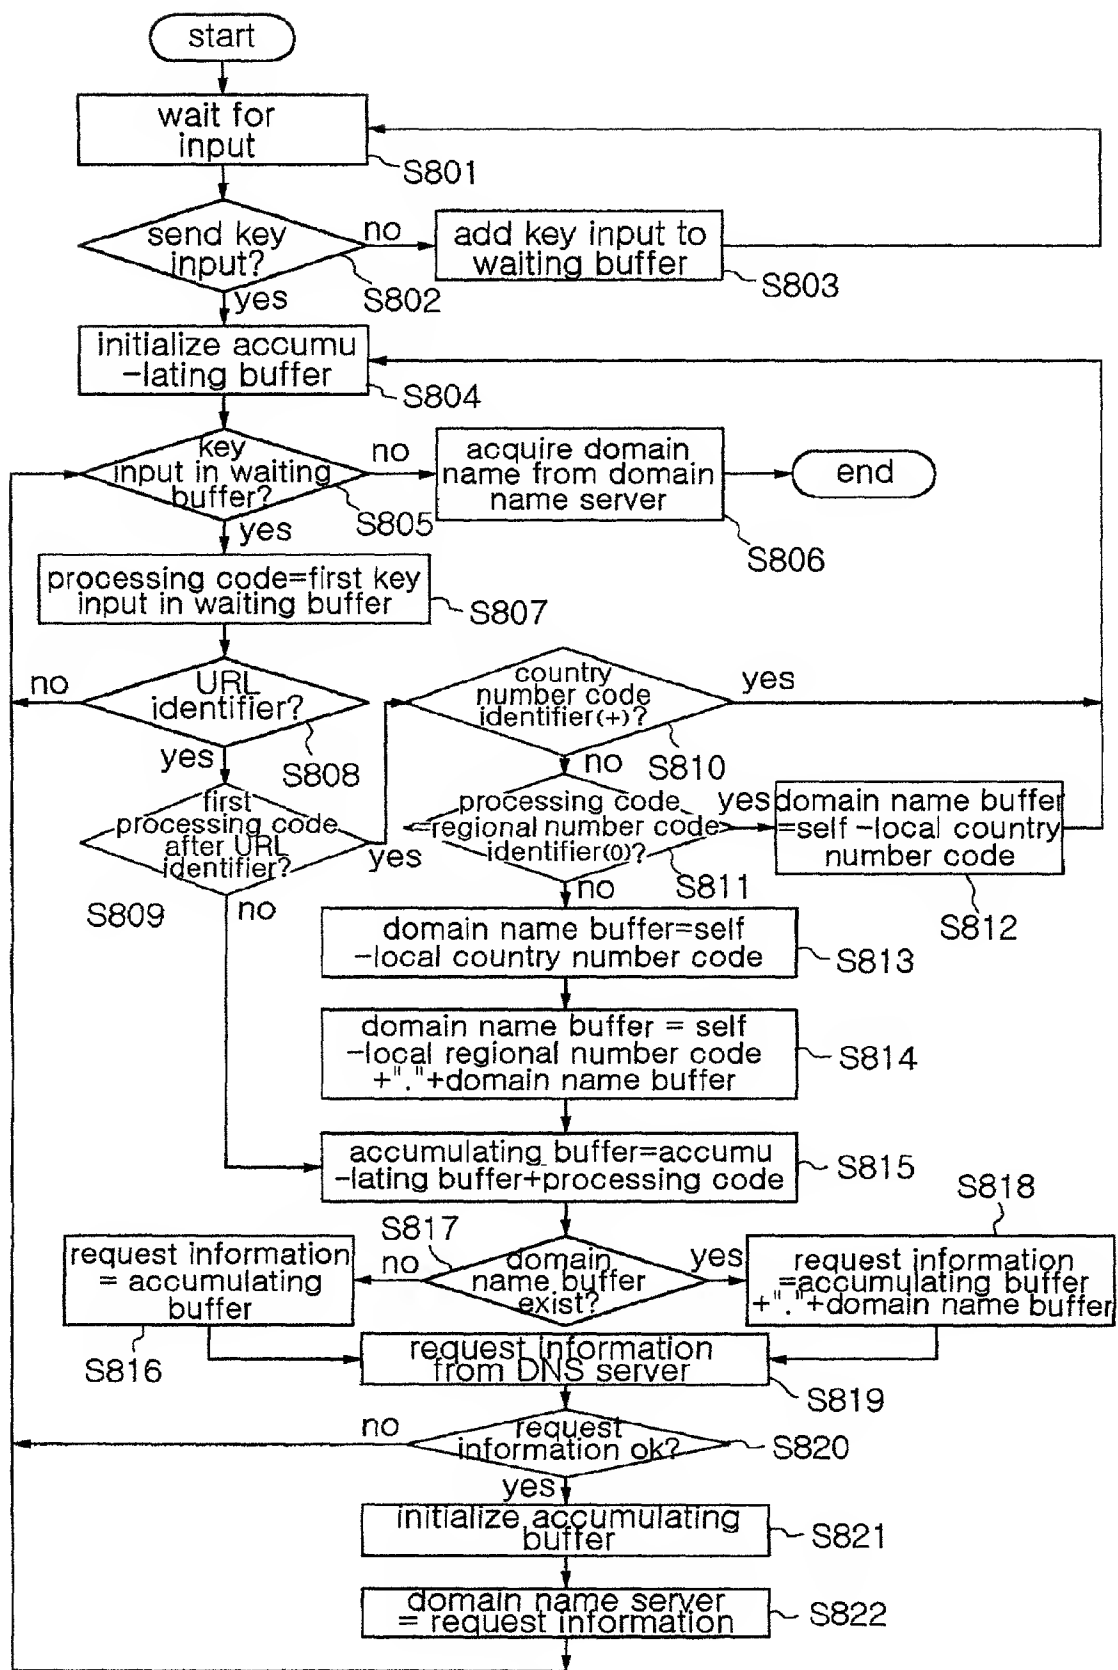 start
wait for
input
S801
send key
input?
no
add key input to
waiting buffer
S803
S802
yes
initialize accumu
-lating buffer
S804
key
input in waiting
buffer?
no
acquire domain
name from domain
name server
end
S805
yes
S806
processing code=first key
input in waiting buffer
S807
no
URL
identifier?
country
number code
identifier(+)?
yes
yes
S808
no
S810
first
processing code
after URL
identifier?
yes
processing code
=regional number code
identifier(0)?
yes
domain name buffer
=self -local country
number code
S811
S809
no
no
S812
domain name buffer=self
-local country number code
S813
domain name buffer = self
-local regional number code
+"."+domain name buffer
S814
accumulating buffer=accumu
-lating buffer+processing code
S815
S818
S817
request information
= accumulating
buffer
no
domain
name buffer
exist?
yes
request information
=accumulating buffer
+"."+domain name buffer
S816
request information
from DNS server
S819
no
request
information ok?
S820
yes
initialize accumulating
buffer
S821
domain name server
= request information
S822